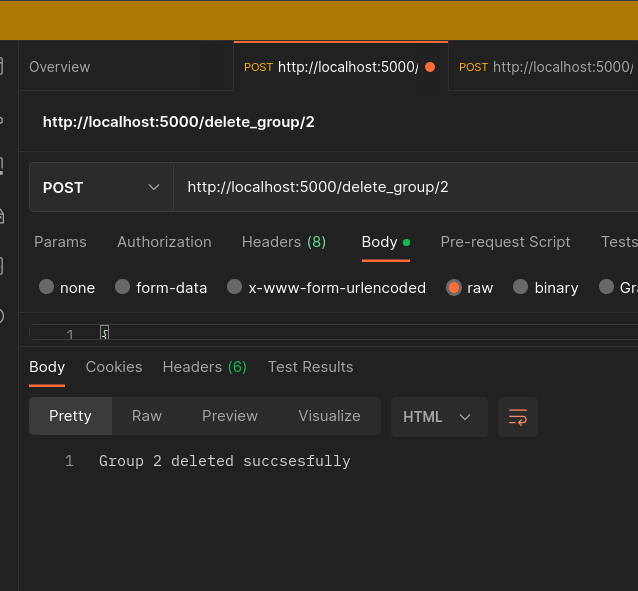 Overview
POST http://localhost:5000/
POST http://localhost:5000/
http://localhost:5000/delete_group/2
POST http://localhost:5000/delete_group/2
Params Authorization Headers (8) Body Pre-request Script Tests
none form-data x-www-form-urlencoded raw binary Gr
1 {
Body Cookies Headers (6) Test Results
Pretty Raw Preview Visualize HTML
1 Group 2 deleted succsesfully